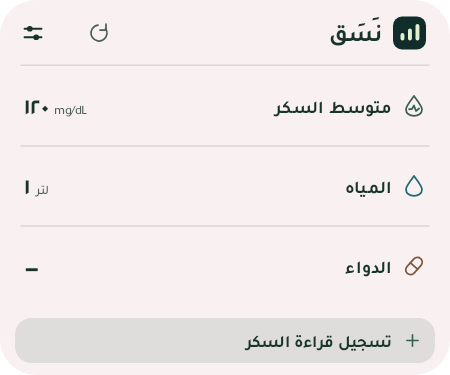 نَسَق
متوسط السكر ١٢٠ mg/dL
المياه ١ لتر
الدواء –
تسجيل قراءة السكر